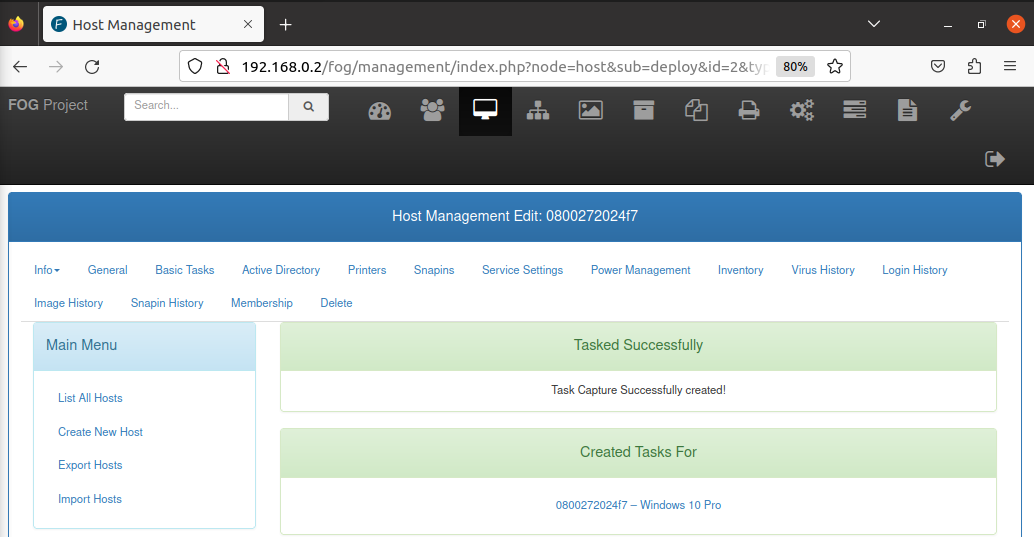 Host Management
192.168.0.2/fog/management/index.php?node=host&sub=deploy&id=2&typ
80%
FOG Project
Search...
Host Management Edit: 0800272024f7
Info General Basic Tasks Active Directory Printers Snapins Service Settings Power Management Inventory Virus History Login History
Image History Snapin History Membership Delete
Main Menu
List All Hosts
Create New Host
Export Hosts
Import Hosts
Tasked Successfully
Task Capture Successfully created!
Created Tasks For
0800272024f7 – Windows 10 Pro